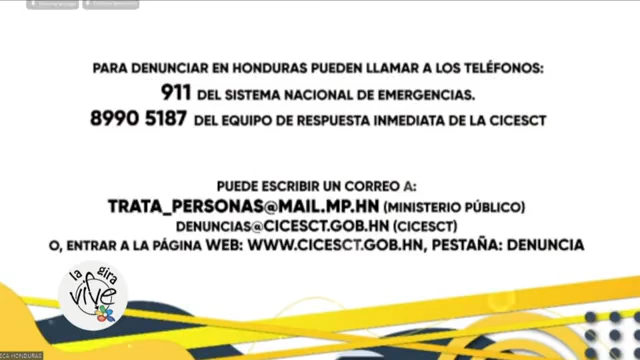 PARA DENUNCIAR EN HONDURAS PUEDEN LLAMAR A LOS TELÉFONOS:
911 DEL SISTEMA NACIONAL DE EMERGENCIAS.
8990 5187 DEL EQUIPO DE RESPUESTA INMEDIATA DE LA CICESCT
PUEDE ESCRIBIR UN CORREO A:
TRATA_PERSONAS@MAIL.MP.HN (MINISTERIO PÚBLICO)
DENUNCIAS@CICESCT.GOB.HN (CICESCT)
O, ENTRAR A LA PÁGINA WEB: WWW.CICESCT.GOB.HN, PESTAÑA: DENUNCIA
la gira
vive
HONDURAS